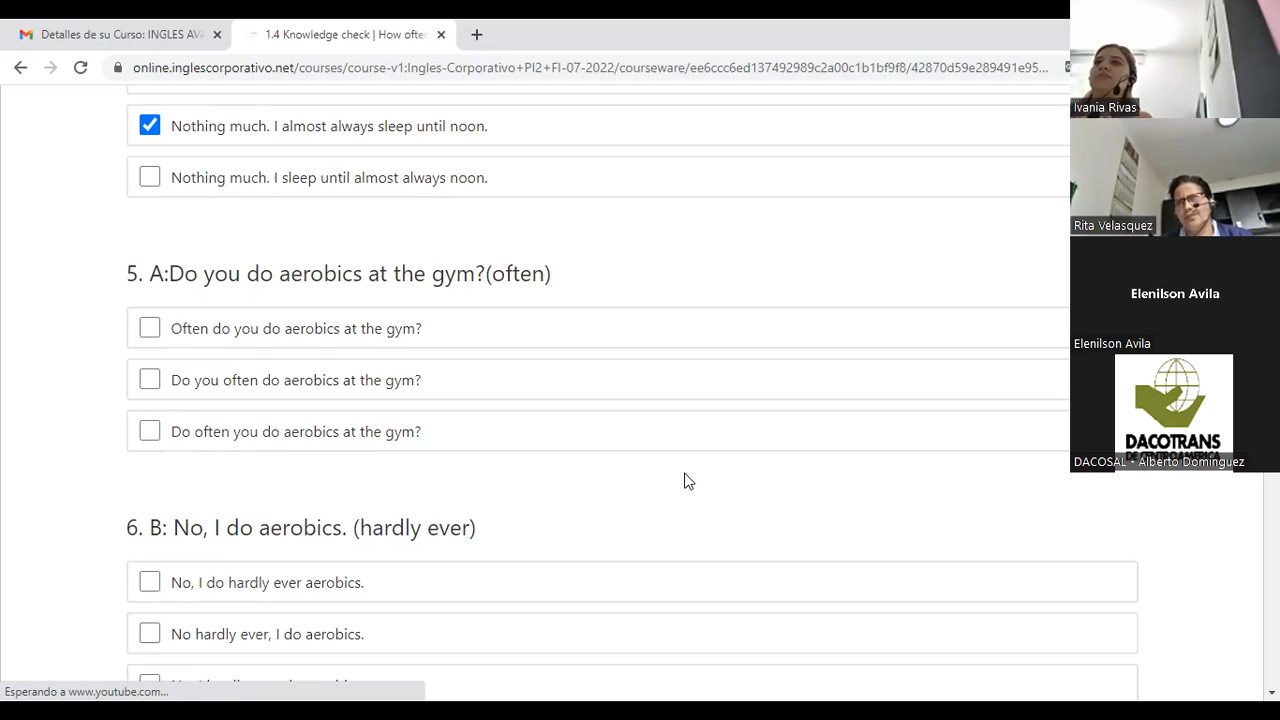 Detalles de su Curso: INGLES AVA
1.4 Knowledge check | How ofter
online.inglescorporativo.net/courses/course-v1:Ingles-Corporativo+PI2+FI-07-2022/courseware/ee6ccc6ed137492989c2a00c1b1bf9f8/42870d59e289491e95...
Nothing much. I almost always sleep until noon.
Nothing much. I sleep until almost always noon.
5. A:Do you do aerobics at the gym?(often)
Often do you do aerobics at the gym?
Do you often do aerobics at the gym?
Do often you do aerobics at the gym?
6. B: No, I do aerobics. (hardly ever)
No, I do hardly ever aerobics.
No hardly ever, I do aerobics.
Esperando a www.youtube.com...
Ivania Rivas
Rita Velasquez
Elenilson Avila
Elenilson Avila
DACOTRANS
DE CENTROAMERICA
DACOSAL - Alberto Dominguez